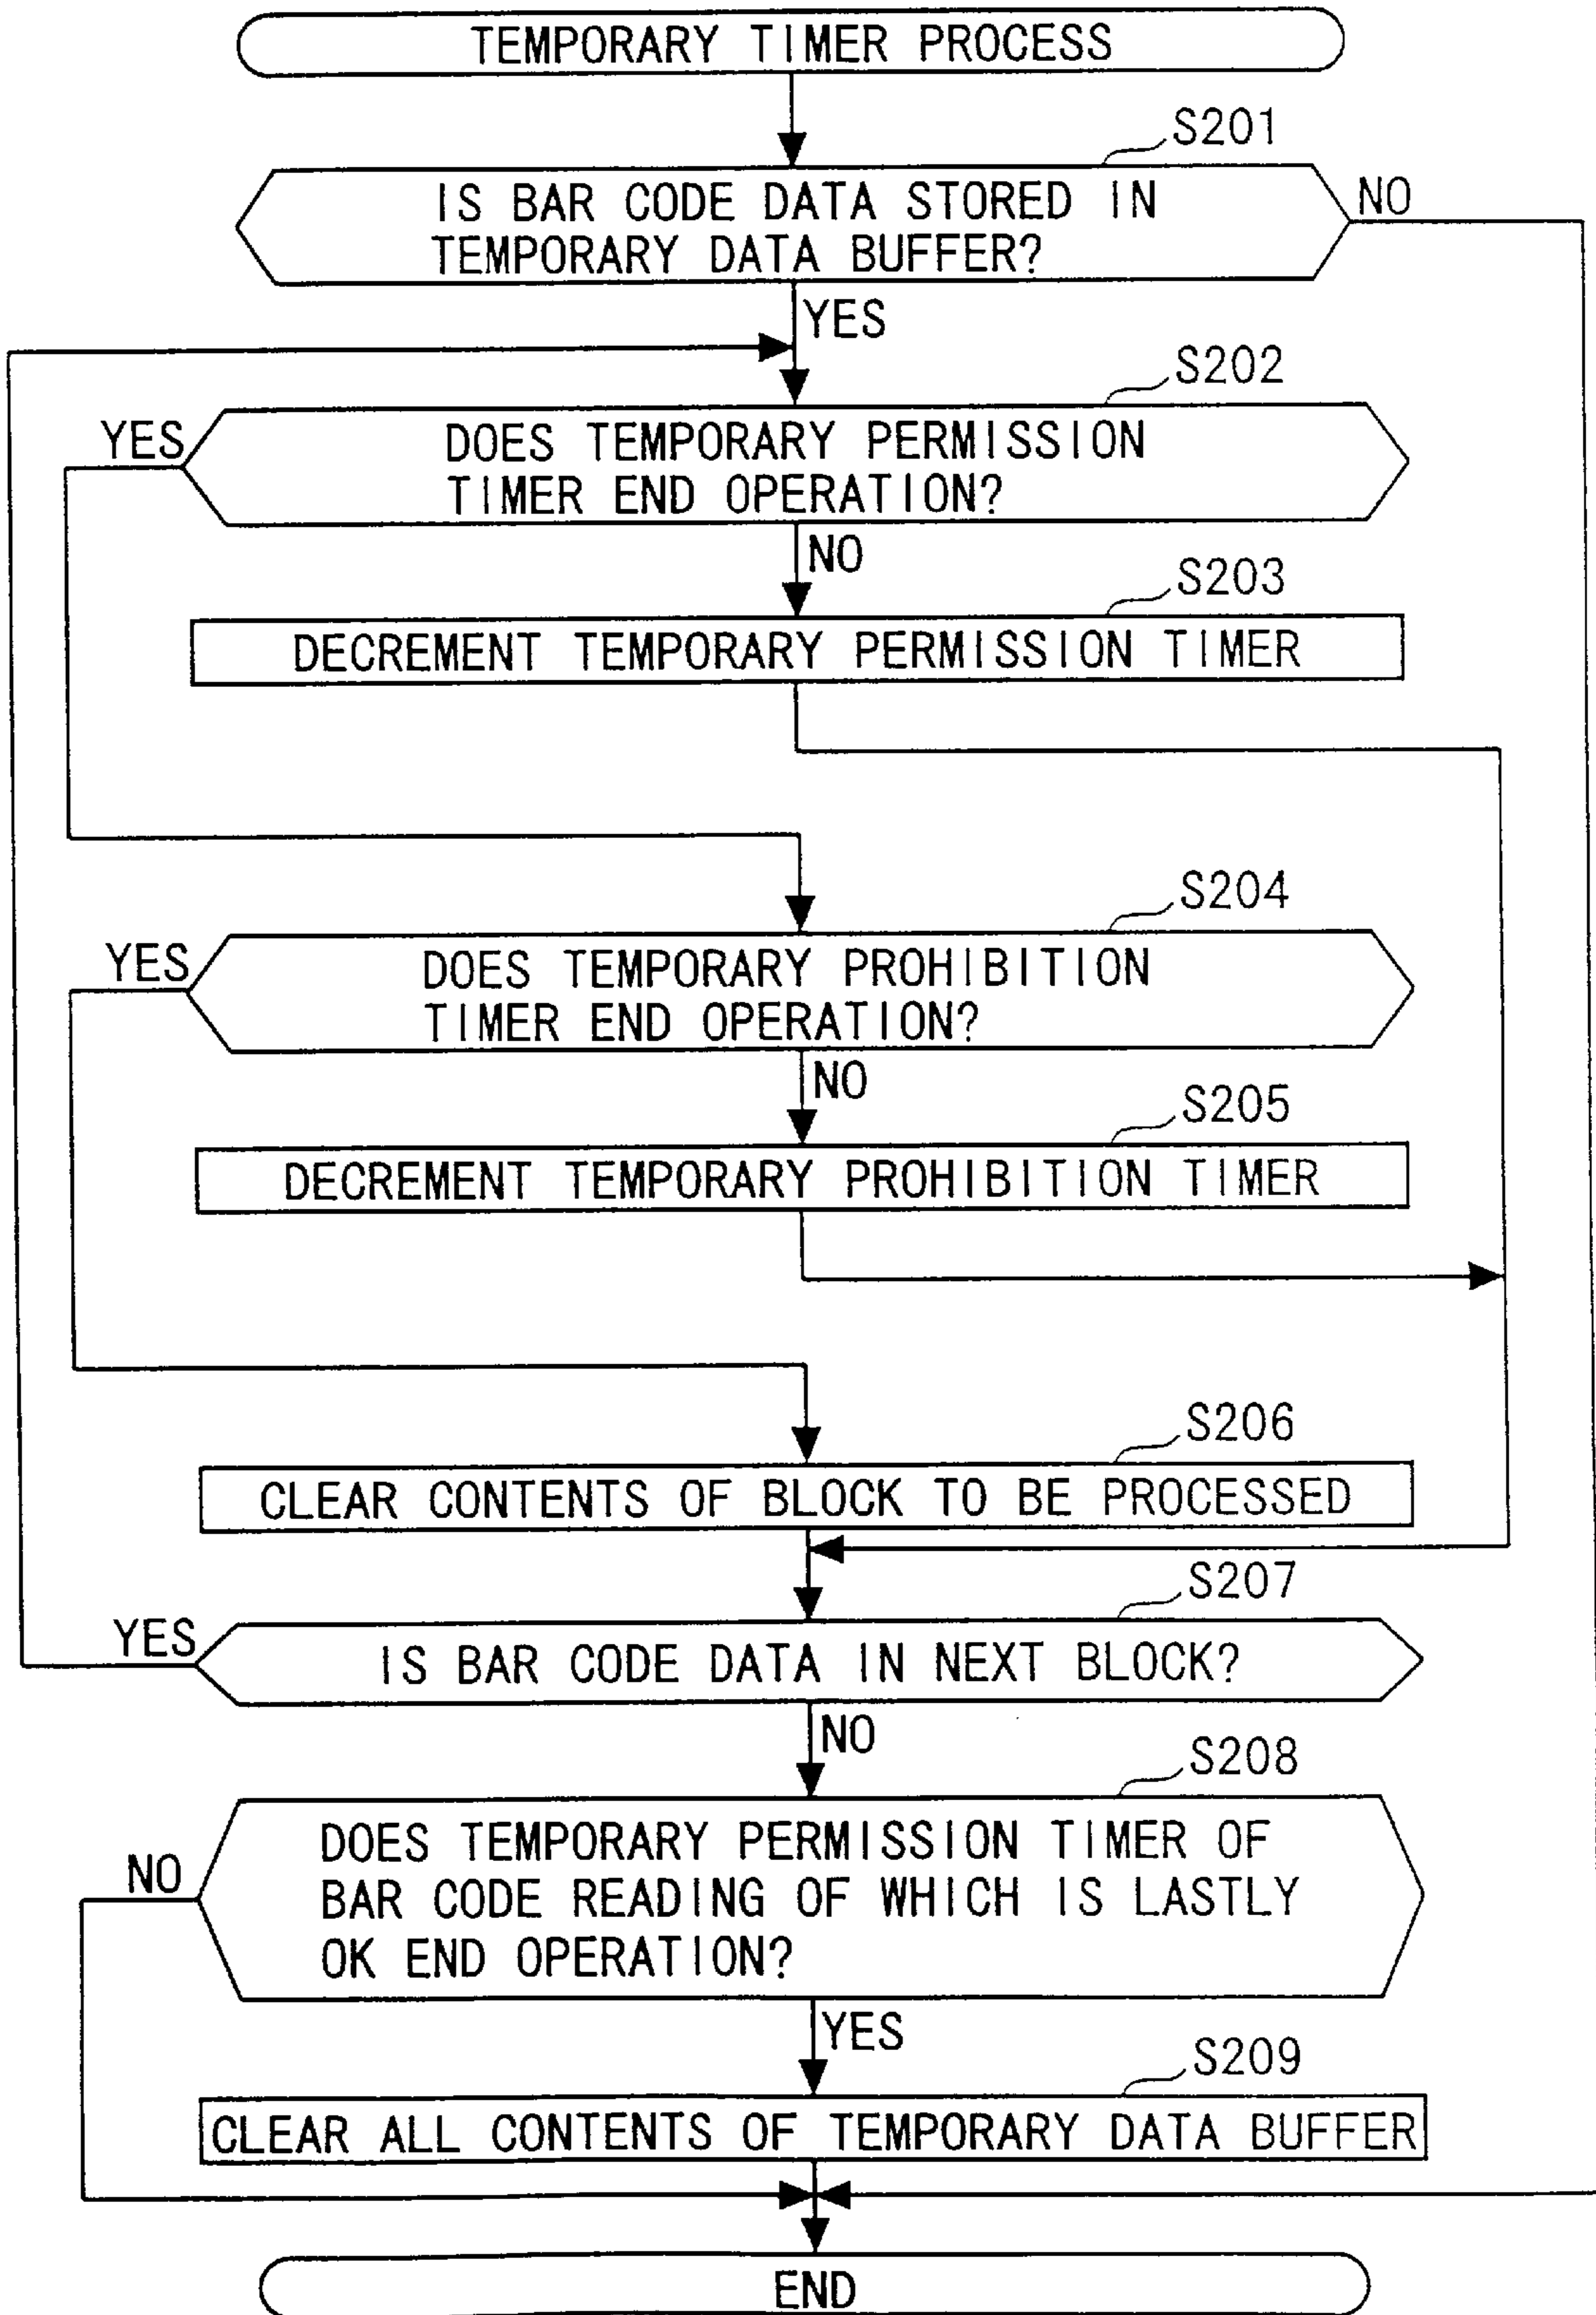 TEMPORARY TIMER PROCESS
S201
IS BAR CODE DATA STORED IN
TEMPORARY DATA BUFFER?
NO
YES
S202
YES
DOES TEMPORARY PERMISSION
TIMER END OPERATION?
NO
S203
DECREMENT TEMPORARY PERMISSION TIMER
S204
YES
DOES TEMPORARY PROHIBITION
TIMER END OPERATION?
NO
S205
DECREMENT TEMPORARY PROHIBITION TIMER
S206
CLEAR CONTENTS OF BLOCK TO BE PROCESSED
S207
YES
IS BAR CODE DATA IN NEXT BLOCK?
NO
S208
NO
DOES TEMPORARY PERMISSION TIMER OF
BAR CODE READING OF WHICH IS LASTLY
OK END OPERATION?
YES
S209
CLEAR ALL CONTENTS OF TEMPORARY DATA BUFFER
END